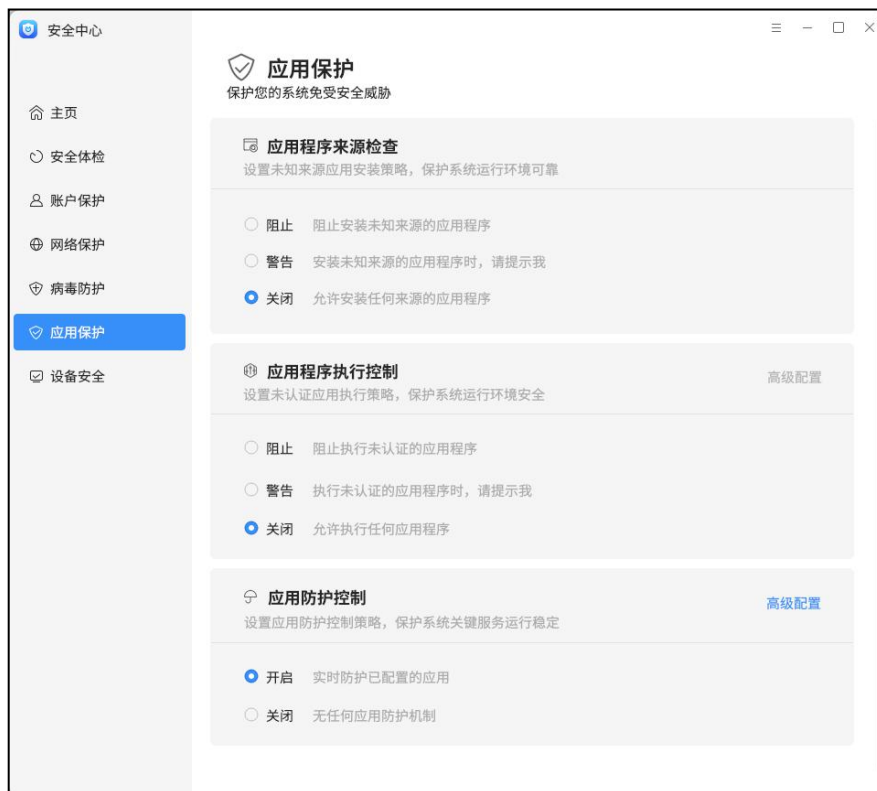 安全中心
应用保护
保护您的系统免受安全威胁
主页
安全体检
账户保护
网络保护
病毒防护
应用保护
设备安全
应用程序来源检查
设置未知来源应用安装策略，保护系统运行环境可靠
阻止 阻止安装未知来源的应用程序
警告 安装未知来源的应用程序时，请提示我
关闭 允许安装任何来源的应用程序
应用程序执行控制
高级配置
设置未认证应用执行策略，保护系统运行环境安全
阻止 阻止执行未认证的应用程序
警告 执行未认证的应用程序时，请提示我
关闭 允许执行任何应用程序
应用防护控制
高级配置
设置应用防护控制策略，保护系统关键服务运行稳定
开启 实时防护已配置的应用
关闭 无任何应用防护机制